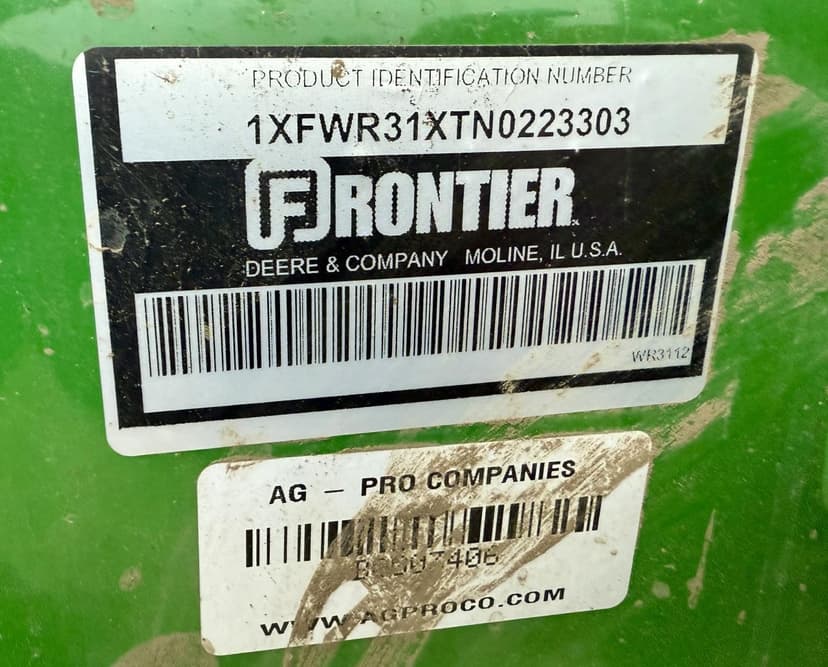 PRODUCT IDENTIFICATION NUMBER
1XFWR31XTN0223303
FRONTIER
DEERE & COMPANY MOLINE, IL U.S.A.
WR3112
AG – PRO COMPANIES
WWW.AGPROCO.COM